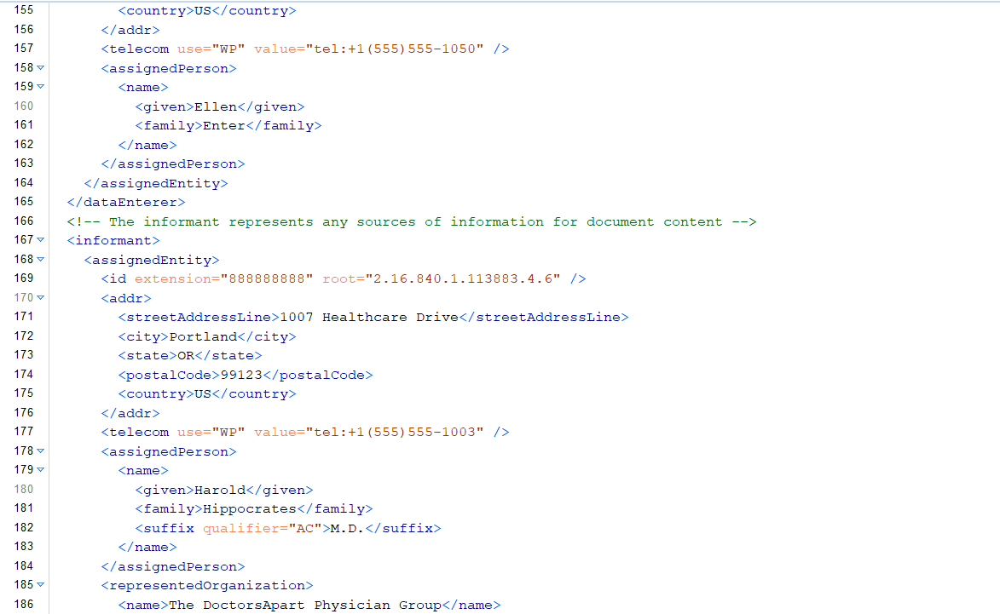 155 <country>US</country>
156 </addr>
157 <telecom use="WP" value="tel:+1(555)555-1050" />
158 <assignedPerson>
159 <name>
160 <given>Ellen</given>
161 <family>Enter</family>
162 </name>
163 </assignedPerson>
164 </assignedEntity>
165 </dataEnterer>
166 <!-- The informant represents any sources of information for document content -->
167 <informant>
168 <assignedEntity>
169 <id extension="888888888" root="2.16.840.1.113883.4.6" />
170 <addr>
171 <streetAddressLine>1007 Healthcare Drive</streetAddressLine>
172 <city>Portland</city>
173 <state>OR</state>
174 <postalCode>99123</postalCode>
175 <country>US</country>
176 </addr>
177 <telecom use="WP" value="tel:+1(555)555-1003" />
178 <assignedPerson>
179 <name>
180 <given>Harold</given>
181 <family>Hippocrates</family>
182 <suffix qualifier="AC">M.D.</suffix>
183 </name>
184 </assignedPerson>
185 <representedOrganization>
186 <name>The DoctorsApart Physician Group</name>